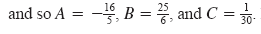 and so A = −16/5, B = 25/6, and C = 1/30.